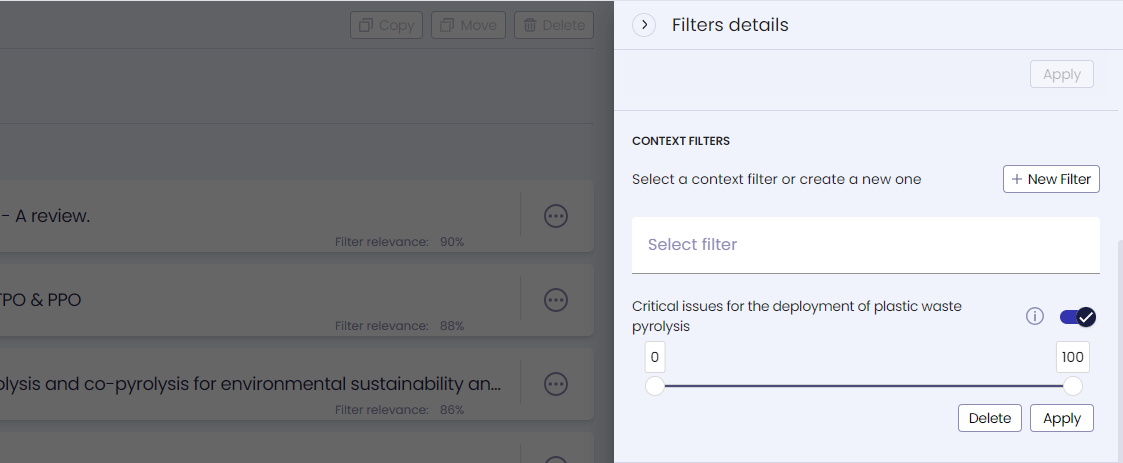 Copy Move Delete
- A review.
Filter relevance: 90%
TPO & PPO
Filter relevance: 88%
olysis and co-pyrolysis for environmental sustainability an...
Filter relevance: 86%
Filters details
Apply
CONTEXT FILTERS
Select a context filter or create a new one
+ New Filter
Select filter
Critical issues for the deployment of plastic waste
pyrolysis
0 100
Delete Apply